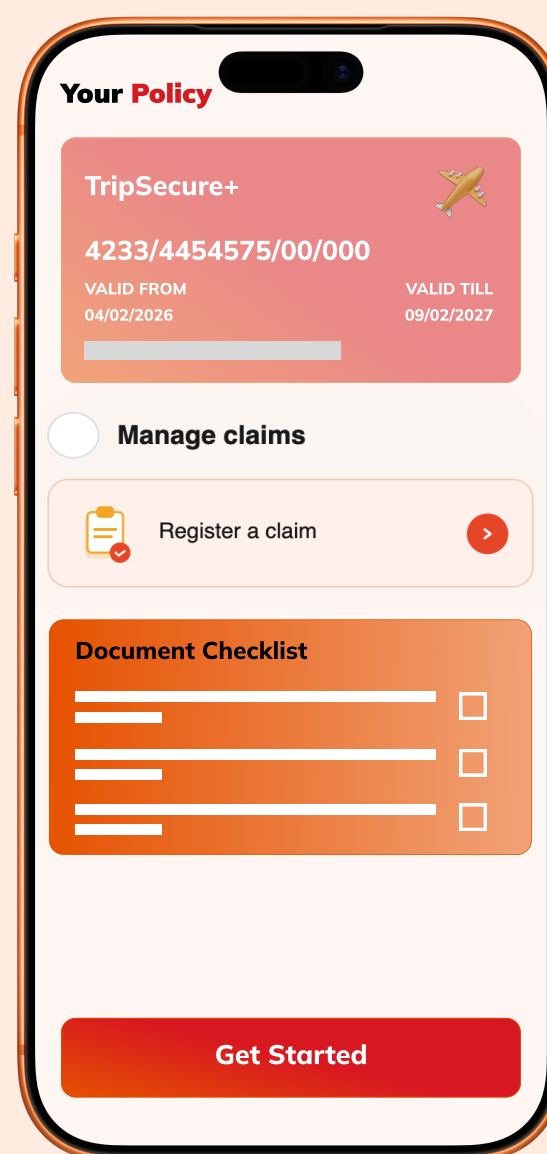 Your Policy
TripSecure+
4233/4454575/00/000
VALID FROM
VALID TILL
04/02/2026
09/02/2027
Manage claims
Register a claim
Document Checklist
Get Started